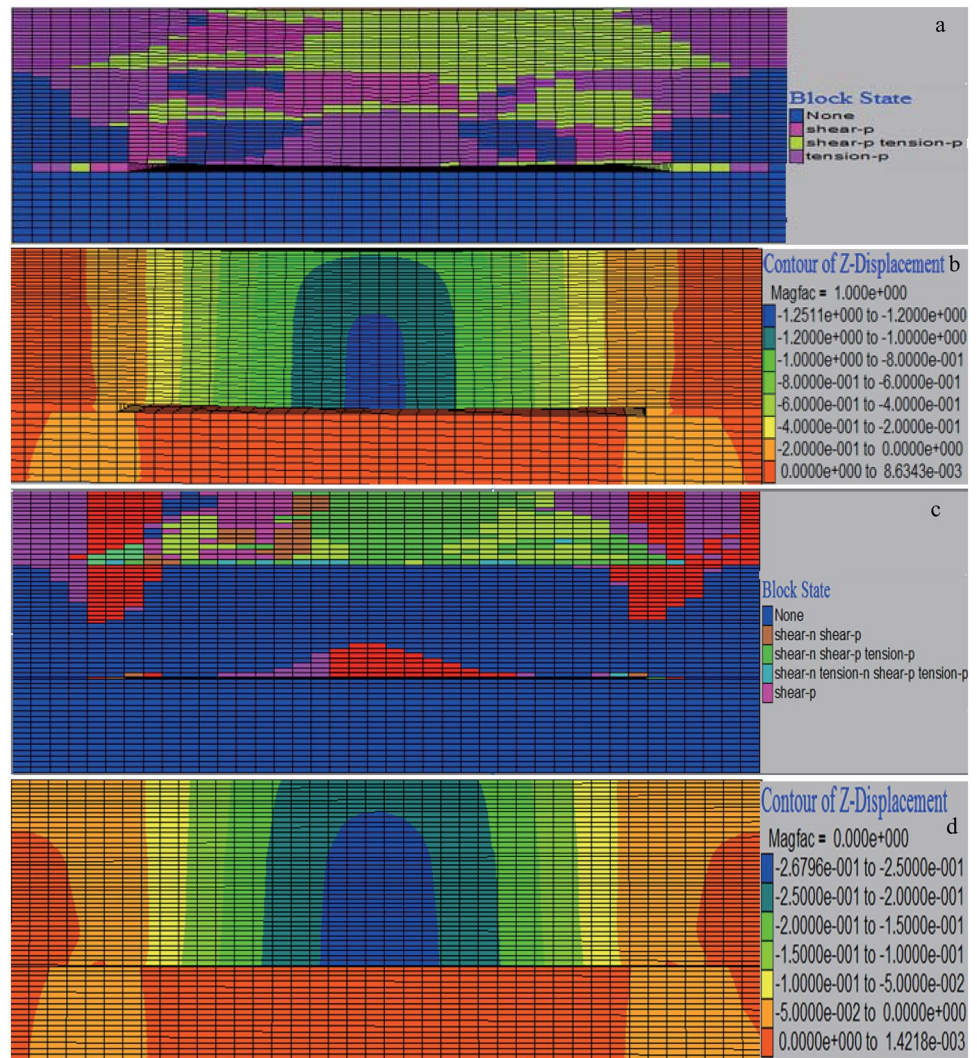 a
Block State
None
shear-p
shear-p tension-p
tension-p
Contour of Z-Displacement b
Magfac = 1.000e+000
-1.2511e+000 to -1.2000e+000
-1.2000e+000 to -1.0000e+000
-1.0000e+000 to -8.0000e-001
-8.0000e-001 to -6.0000e-001
-6.0000e-001 to -4.0000e-001
-4.0000e-001 to -2.0000e-001
-2.0000e-001 to 0.0000e+000
0.0000e+000 to 8.6343e-003
c
Block State
None
shear-n shear-p
shear-n shear-p tension-p
shear-n tension-n shear-p tension-p
shear-p
Contour of Z-Displacement
d
Magfac = 0.000e+000
-2.6796e-001 to -2.5000e-001
-2.5000e-001 to -2.0000e-001
-2.0000e-001 to -1.5000e-001
-1.5000e-001 to -1.0000e-001
-1.0000e-001 to -5.0000e-002
-5.0000e-002 to 0.0000e+000
0.0000e+000 to 1.4218e-003